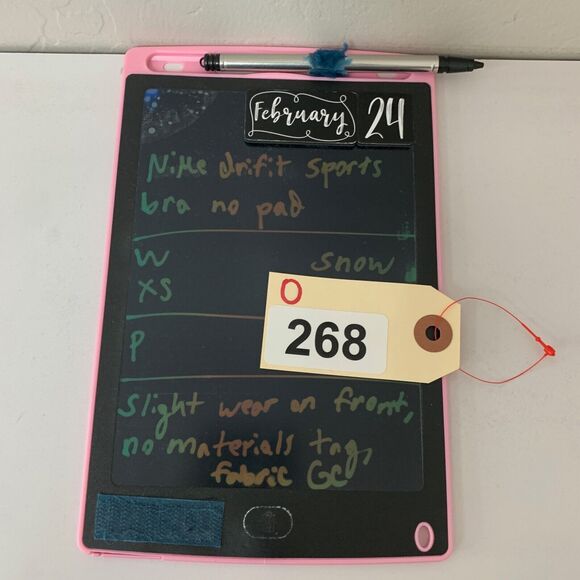 February 24
Nike drifit sports
bra no pad
W snow
XS
O
268
P
Slight wear on front,
no materials tag,
fabric GC